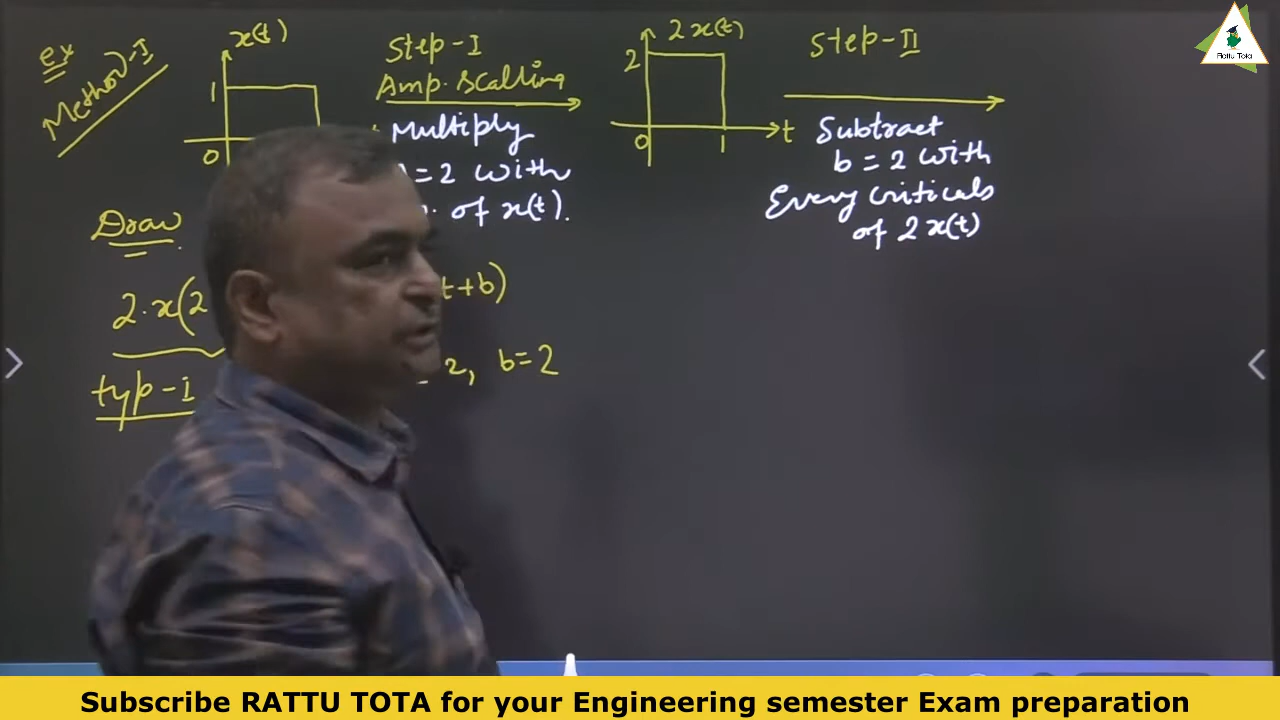 ex
Method-I
x(t)
1
0
Step-I
Amp. Scalling
Multiply
=2 with
of x(t).
2 x(t)
2
0
1
t
Step-II
Subtract
b = 2 with
Every criticals
of 2 x(t)
Draw
2.x(2
t+b)
typ-I
2, b=2
Rattu Tota
Subscribe RATTU TOTA for your Engineering semester Exam preparation